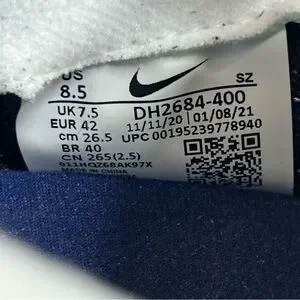 US
8.5
SZ
UK 7.5
DH2684-400
EUR 42
11/11/20 01/08/21
cm 26.5
UPC 00195239778940
BR 40
CN 265(2.5)
011HQZ68AK97X
MADE IN CHINA